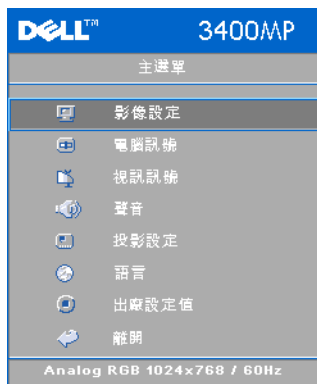 DELL™ 3400MP
主選單
影像設定
電腦訊號
視訊訊號
聲音
投影設定
語言
出廠設定值
離開
Analog RGB 1024x768 / 60Hz